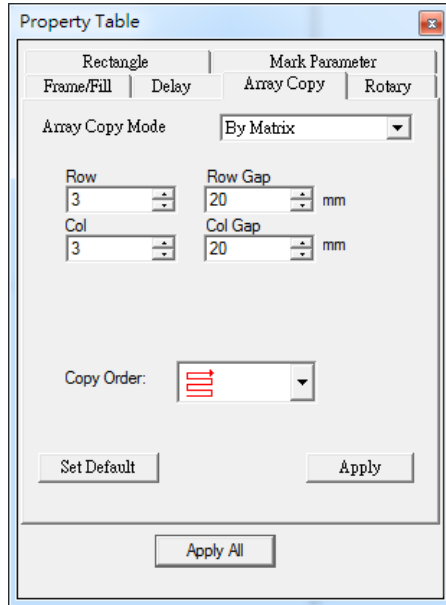 Property Table
Rectangle Mark Parameter
Frame/Fill Delay Array Copy Rotary
Array Copy Mode By Matrix
Row Row Gap
3 20 mm
Col Col Gap
3 20 mm
Copy Order:
Set Default Apply
Apply All